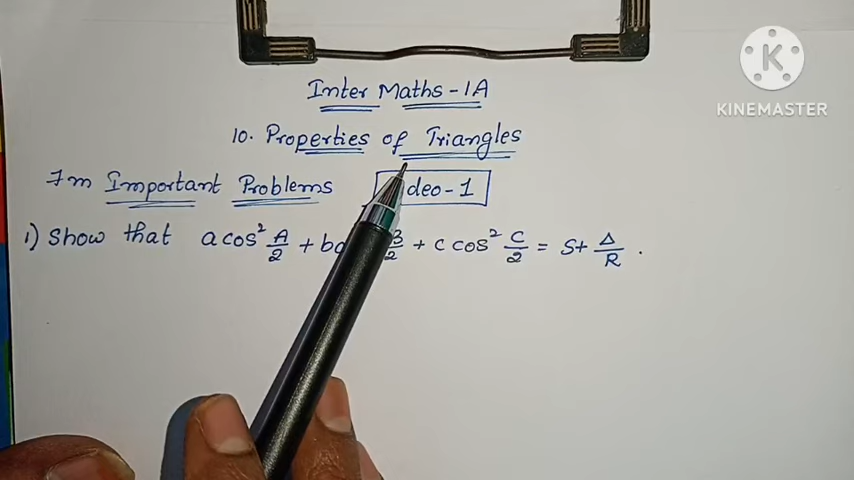 Inter Maths - 1A
10. Properties of Triangles
7m Important Problems deo - 1
1) Show that a cos² A/2 + b + c cos² C/2 = S + Δ/R .
KINEMASTER